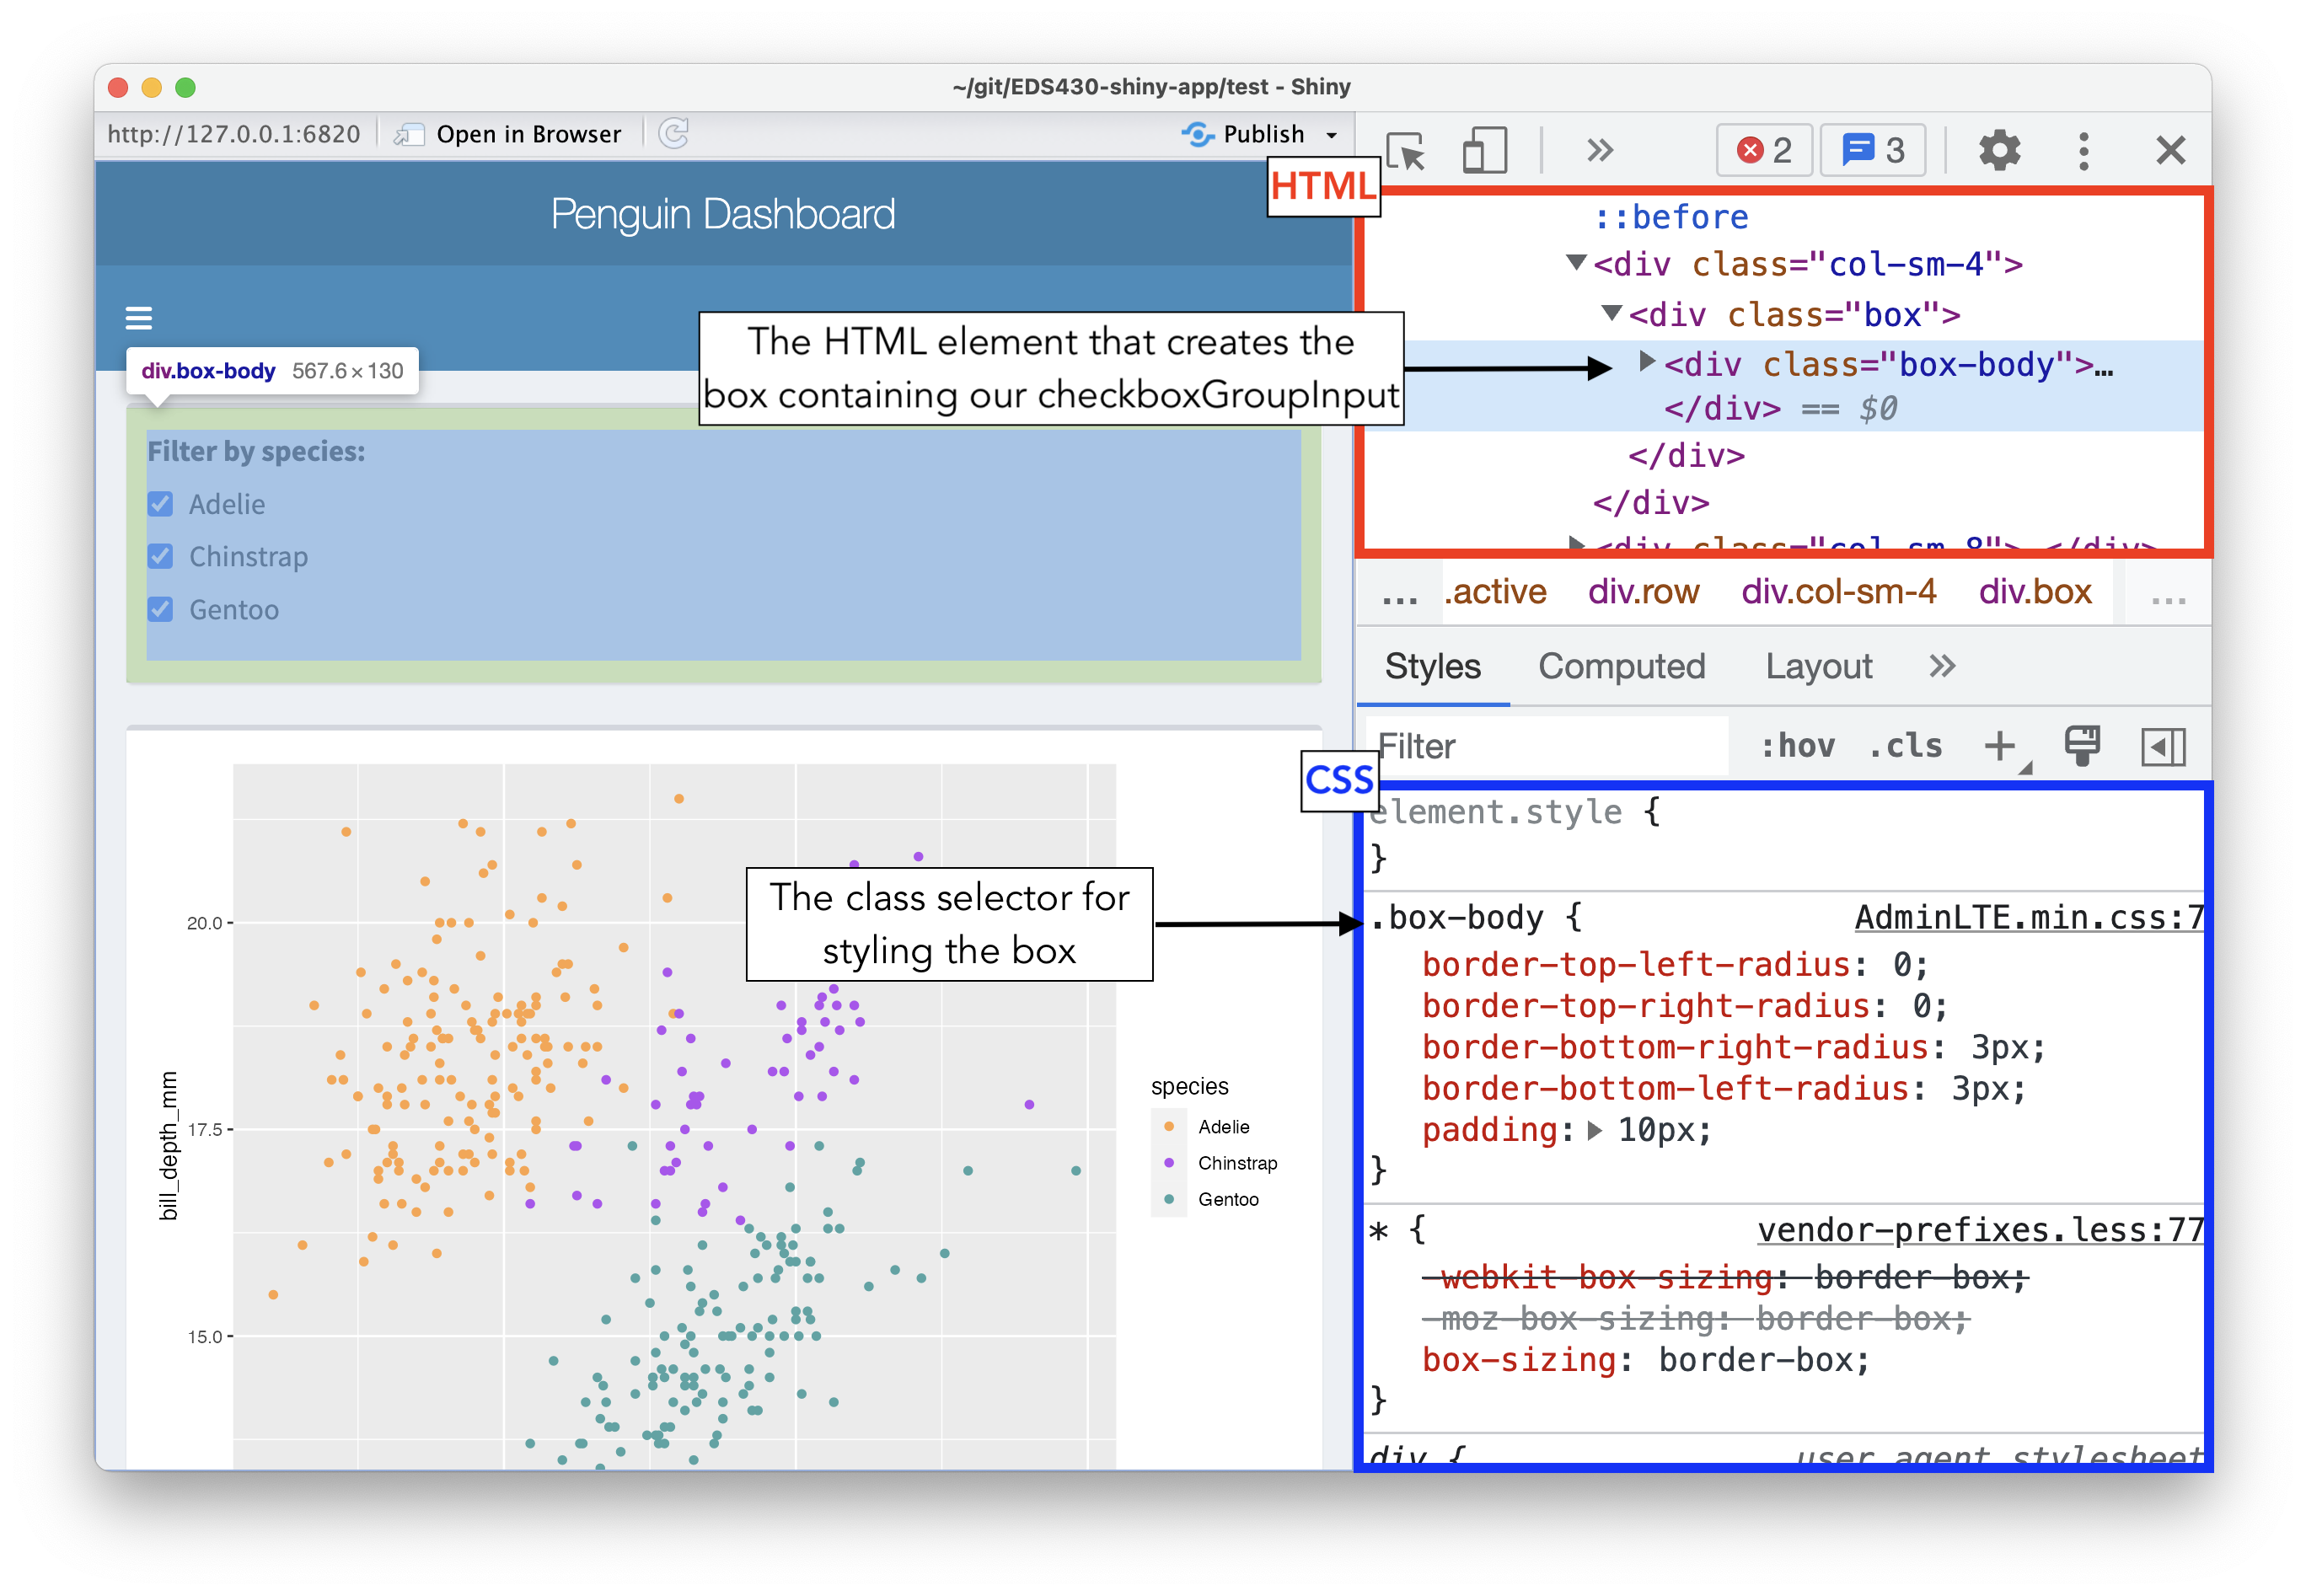 ~/git/EDS430-shiny-app/test - Shiny
http://127.0.0.1:6820
Open in Browser
Publish
Penguin Dashboard
div.box-body 567.6 × 130
Filter by species:
Adelie
Chinstrap
Gentoo
20.0
17.5
15.0
bill_depth_mm
species
Adelie
Chinstrap
Gentoo
The HTML element that creates the
box containing our checkboxGroupInput
The class selector for
styling the box
2
3
HTML
::before
<div class="col-sm-4">
<div class="box">
<div class="box-body">…
</div> == $0
</div>
</div>
<div class="col-sm-8"> </div>
... .active div.row div.col-sm-4 div.box ...
Styles Computed Layout
Filter :hov .cls
CSS
element.style {
}
.box-body { AdminLTE.min.css:7
border-top-left-radius: 0;
border-top-right-radius: 0;
border-bottom-right-radius: 3px;
border-bottom-left-radius: 3px;
padding: 10px;
}
* { vendor-prefixes.less:77
-webkit-box-sizing: border-box;
-moz-box-sizing: border-box;
box-sizing: border-box;
}
div { user agent stylesheet